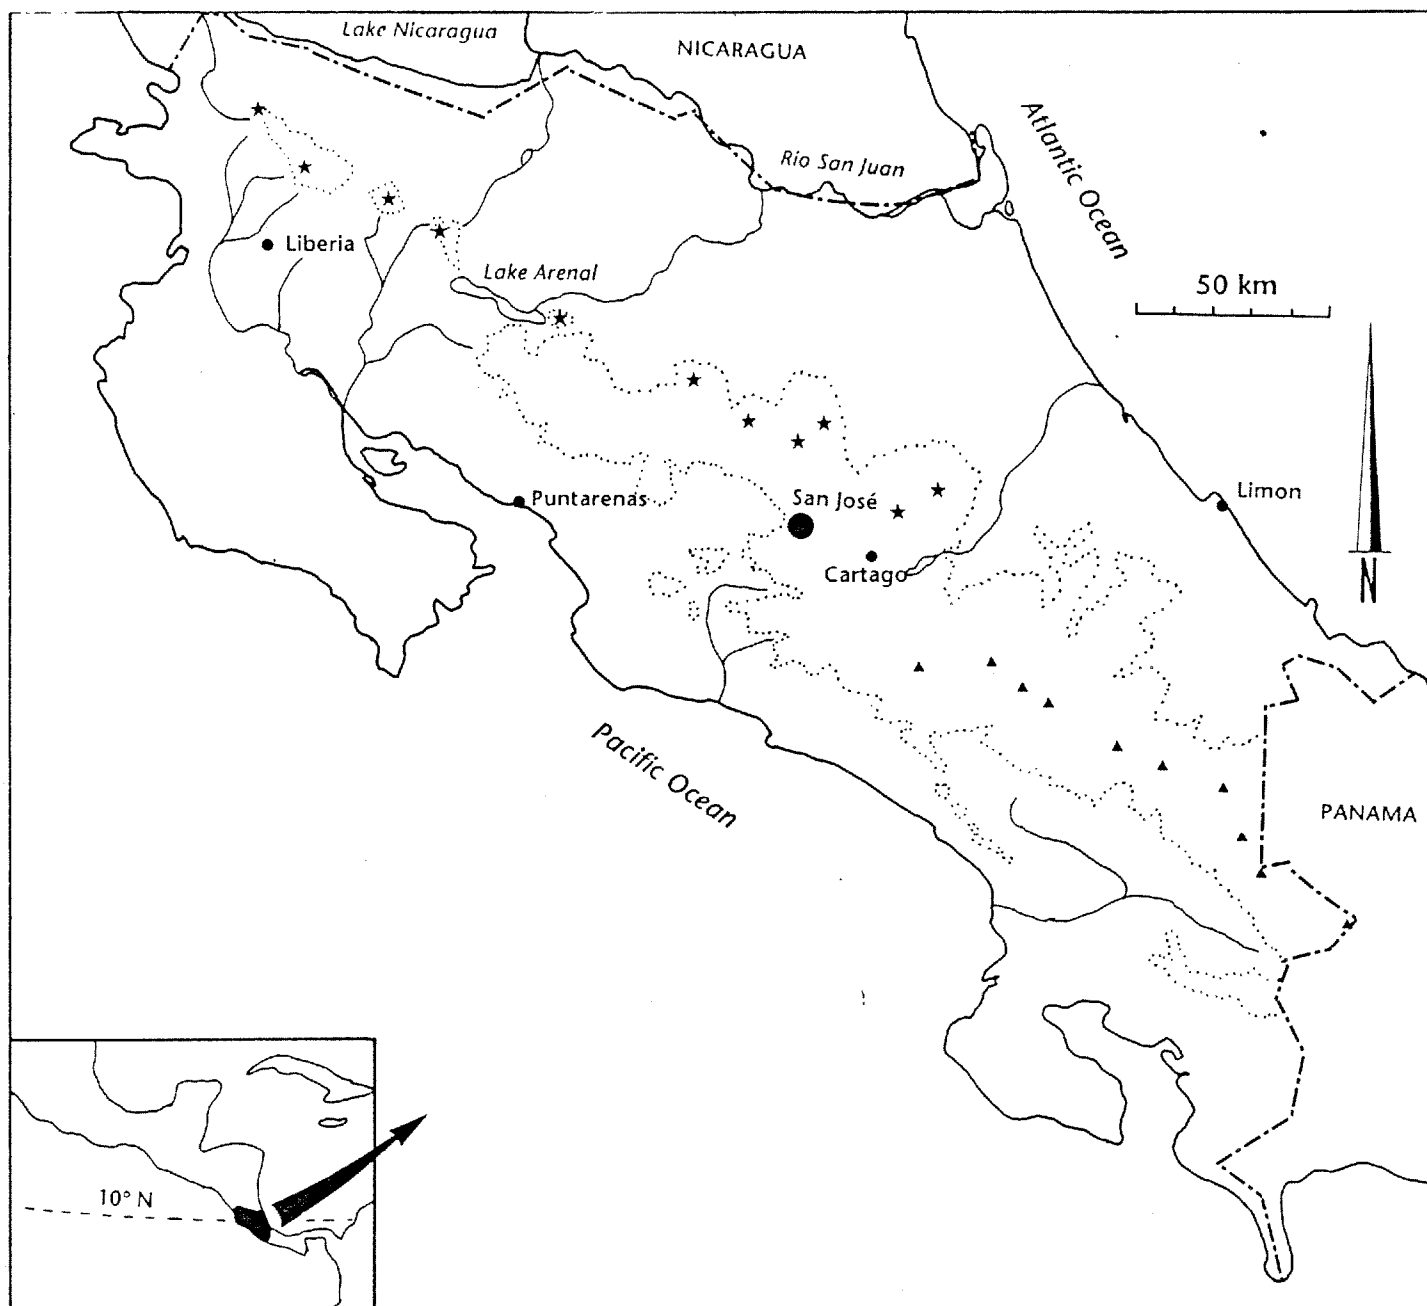 Lake Nicaragua
NICARAGUA
Atlantic Ocean
Rio San Juan
Liberia
Lake Arenal
50 km
Puntarenas
San José
Limon
Cartago
N
Pacific Ocean
PANAMA
10° N